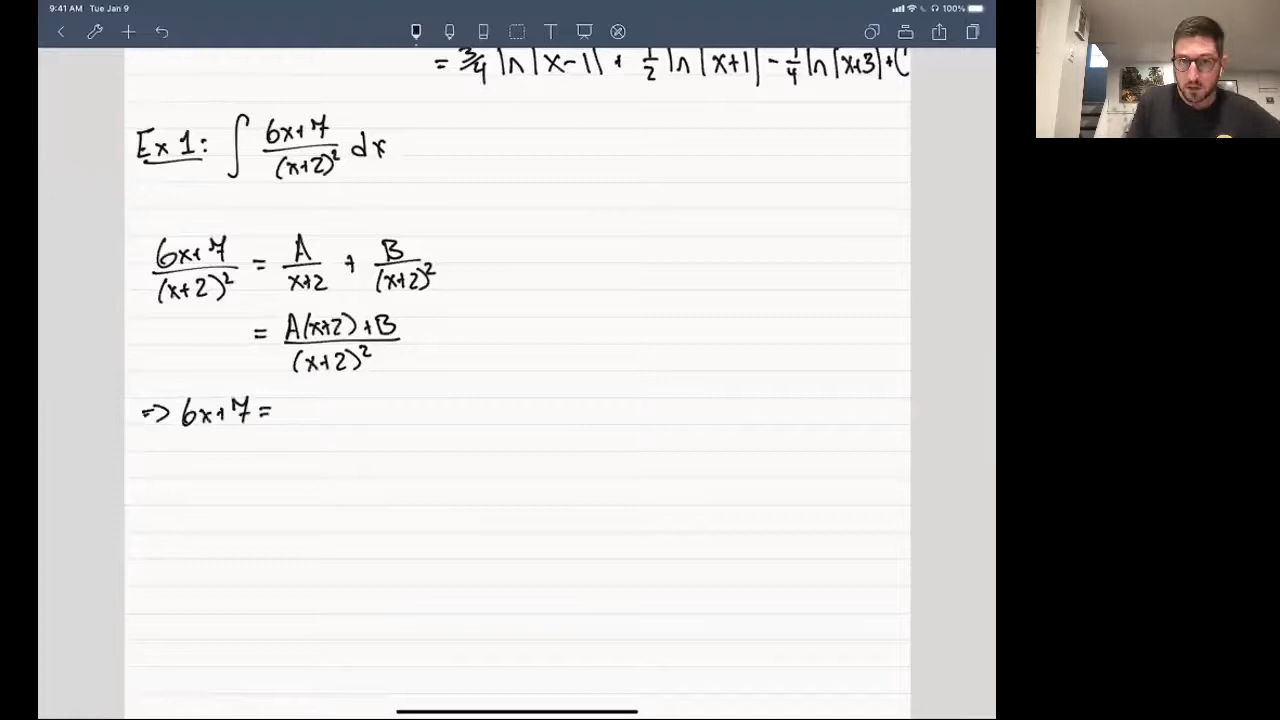 9:41 AM Tue Jan 9
100%
= 3/4 ln|x-1| + 1/2 ln|x+1| - 1/4 ln|x+3| + C
Ex 1: ∫ (6x+7)/(x+2)² dx
(6x+7)/(x+2)² = A/(x+2) + B/(x+2)²
= (A(x+2)+B)/(x+2)²
=> 6x+7 =